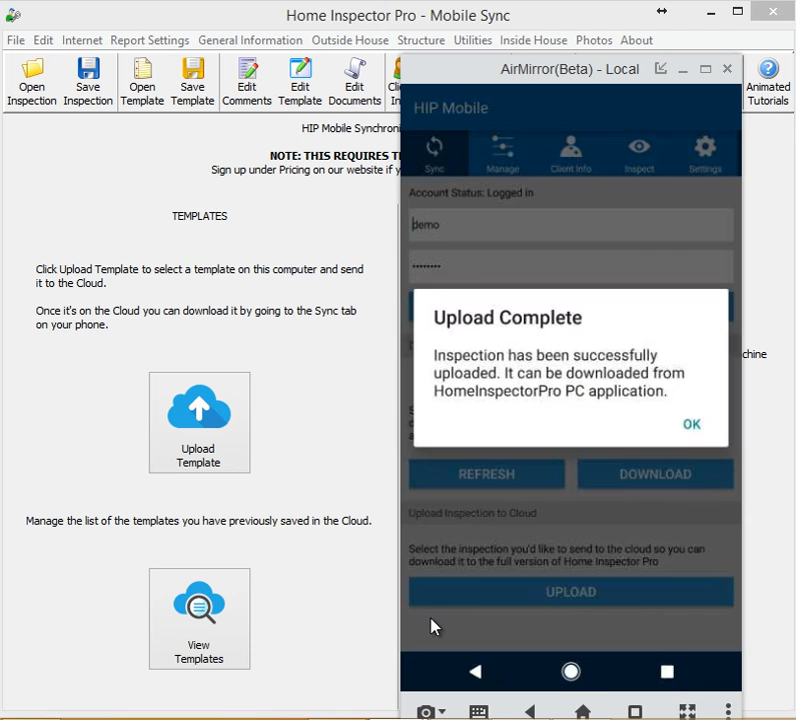 Home Inspector Pro - Mobile Sync
File Edit Internet Report Settings General Information Outside House Structure Utilities Inside House Photos About
Open Inspection
Save Inspection
Open Template
Save Template
Edit Comments
Edit Template
Edit Documents
Animated Tutorials
HIP Mobile Synchroni
NOTE: THIS REQUIRES T
Sign up under Pricing on our website if y
TEMPLATES
Click Upload Template to select a template on this computer and send
it to the Cloud.
Once it's on the Cloud you can download it by going to the Sync tab
on your phone.
Upload
Template
Manage the list of the templates you have previously saved in the Cloud.
View
Templates
chine
AirMirror(Beta) - Local
HIP Mobile
Sync Manage Client Info Inspect Settings
Account Status: Logged in
demo
••••••••
Upload Complete
Inspection has been successfully
uploaded. It can be downloaded from
HomeInspectorPro PC application.
OK
REFRESH DOWNLOAD
Upload Inspection to Cloud
Select the inspection you'd like to send to the cloud so you can
download it to the full version of Home Inspector Pro
UPLOAD